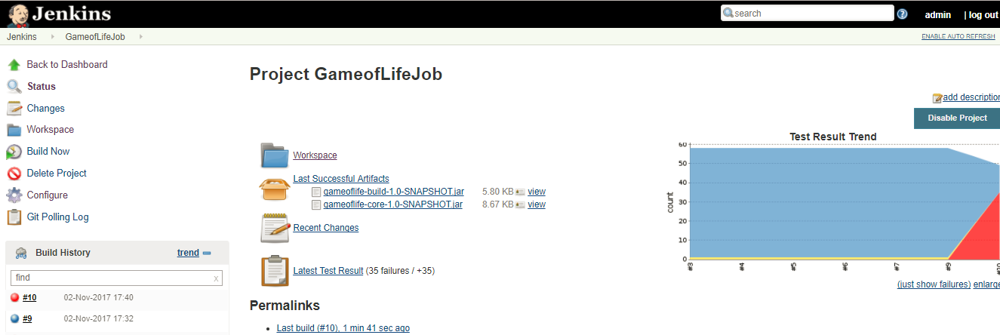 Jenkins
search
admin | log out
Jenkins GameofLifeJob
ENABLE AUTO REFRESH
Back to Dashboard
Status
Changes
Workspace
Build Now
Delete Project
Configure
Git Polling Log
Build History trend
find x
#10 02-Nov-2017 17:40
#9 02-Nov-2017 17:32
Project GameofLifeJob
add description
Disable Project
Workspace
Last Successful Artifacts
gameoflife-build-1.0-SNAPSHOT.jar 5.80 KB view
gameoflife-core-1.0-SNAPSHOT.jar 8.67 KB view
Recent Changes
Latest Test Result (35 failures / +35)
Permalinks
Last build (#10), 1 min 41 sec ago
Test Result Trend
count
60
50
40
30
20
10
0
#3 #4 #5 #6 #7 #9 #10
(just show failures) enlarge